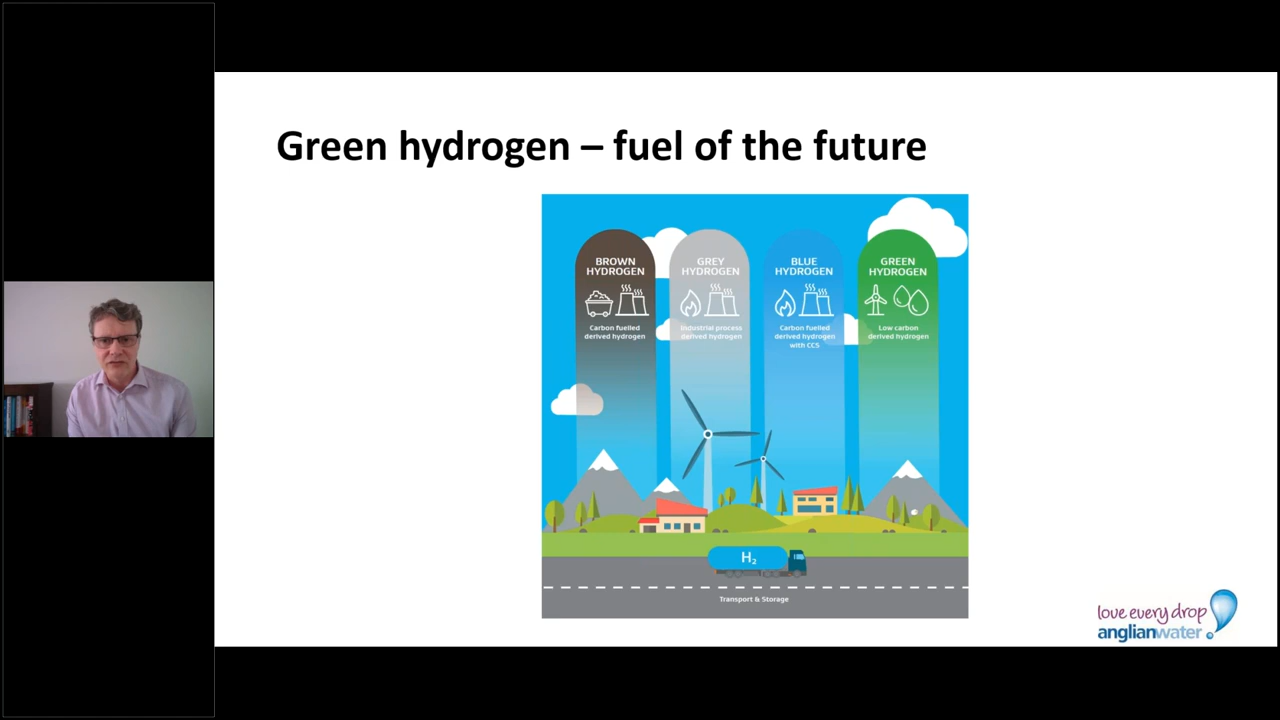 Green hydrogen – fuel of the future
BROWN
HYDROGEN
Carbon fuelled
derived hydrogen
GREY
HYDROGEN
Industrial process
derived hydrogen
BLUE
HYDROGEN
Carbon fuelled
derived hydrogen
with CCS
GREEN
HYDROGEN
Low carbon
derived hydrogen
H₂
Transport & Storage
love every drop
anglianwater